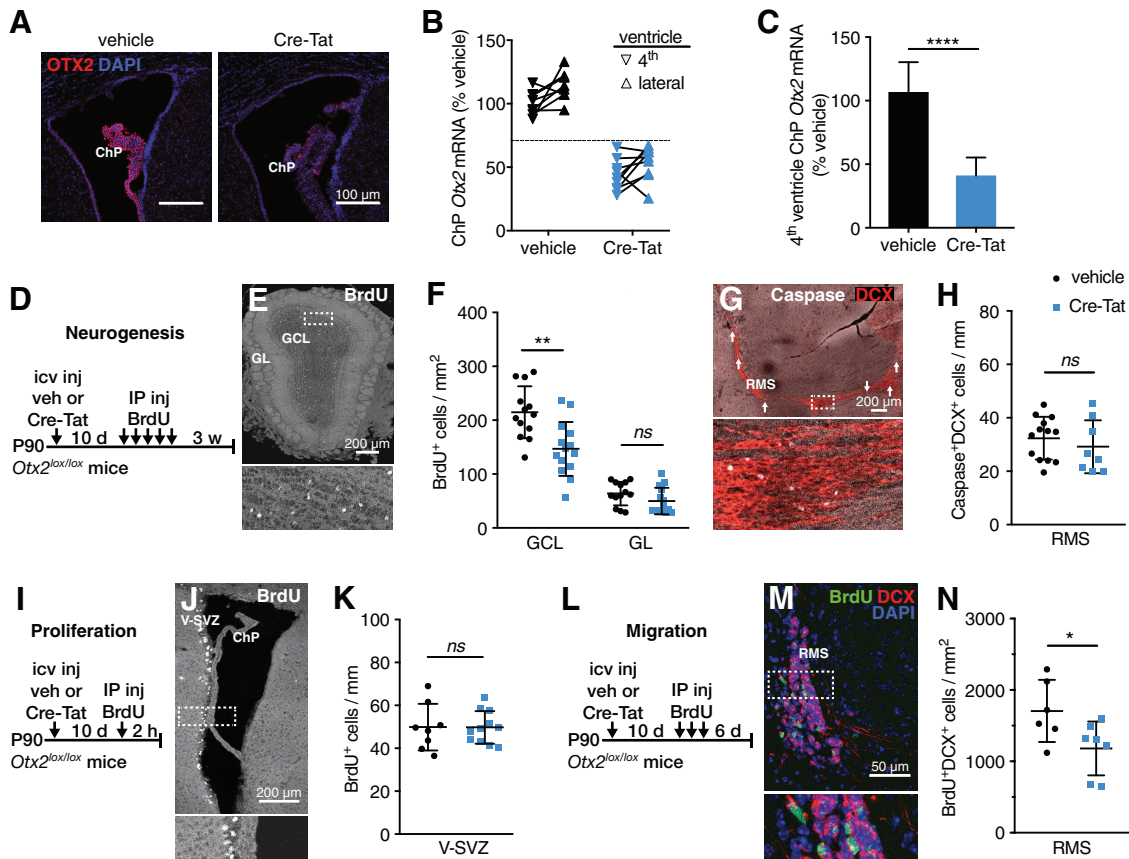 A
vehicle
Cre-Tat
OTX2 DAPI
ChP
ChP
100 µm
B
ChP Otx2 mRNA (% vehicle)
150
100
50
0
vehicle
Cre-Tat
ventricle
4th
lateral
C
4th ventricle ChP Otx2 mRNA
(% vehicle)
150
100
50
0
****
vehicle
Cre-Tat
D
Neurogenesis
icv inj
veh or
Cre-Tat
IP inj
BrdU
P90
10 d
3 w
Otx2lox/lox mice
E
BrdU
GCL
GL
200 µm
F
BrdU+ cells / mm2
400
300
200
100
0
**
ns
GCL
GL
G
Caspase DCX
RMS
200 µm
H
vehicle
Cre-Tat
Caspase+DCX+ cells / mm
80
60
40
20
0
ns
RMS
I
Proliferation
icv inj
veh or
Cre-Tat
IP inj
BrdU
P90
10 d
2 h
Otx2lox/lox mice
J
BrdU
V-SVZ
ChP
200 µm
K
BrdU+ cells / mm
100
80
60
40
20
0
ns
V-SVZ
L
Migration
icv inj
veh or
Cre-Tat
IP inj
BrdU
P90
10 d
6 d
Otx2lox/lox mice
M
BrdU DCX
DAPI
RMS
50 µm
N
BrdU+DCX+ cells / mm2
3000
2000
1000
0
*
RMS